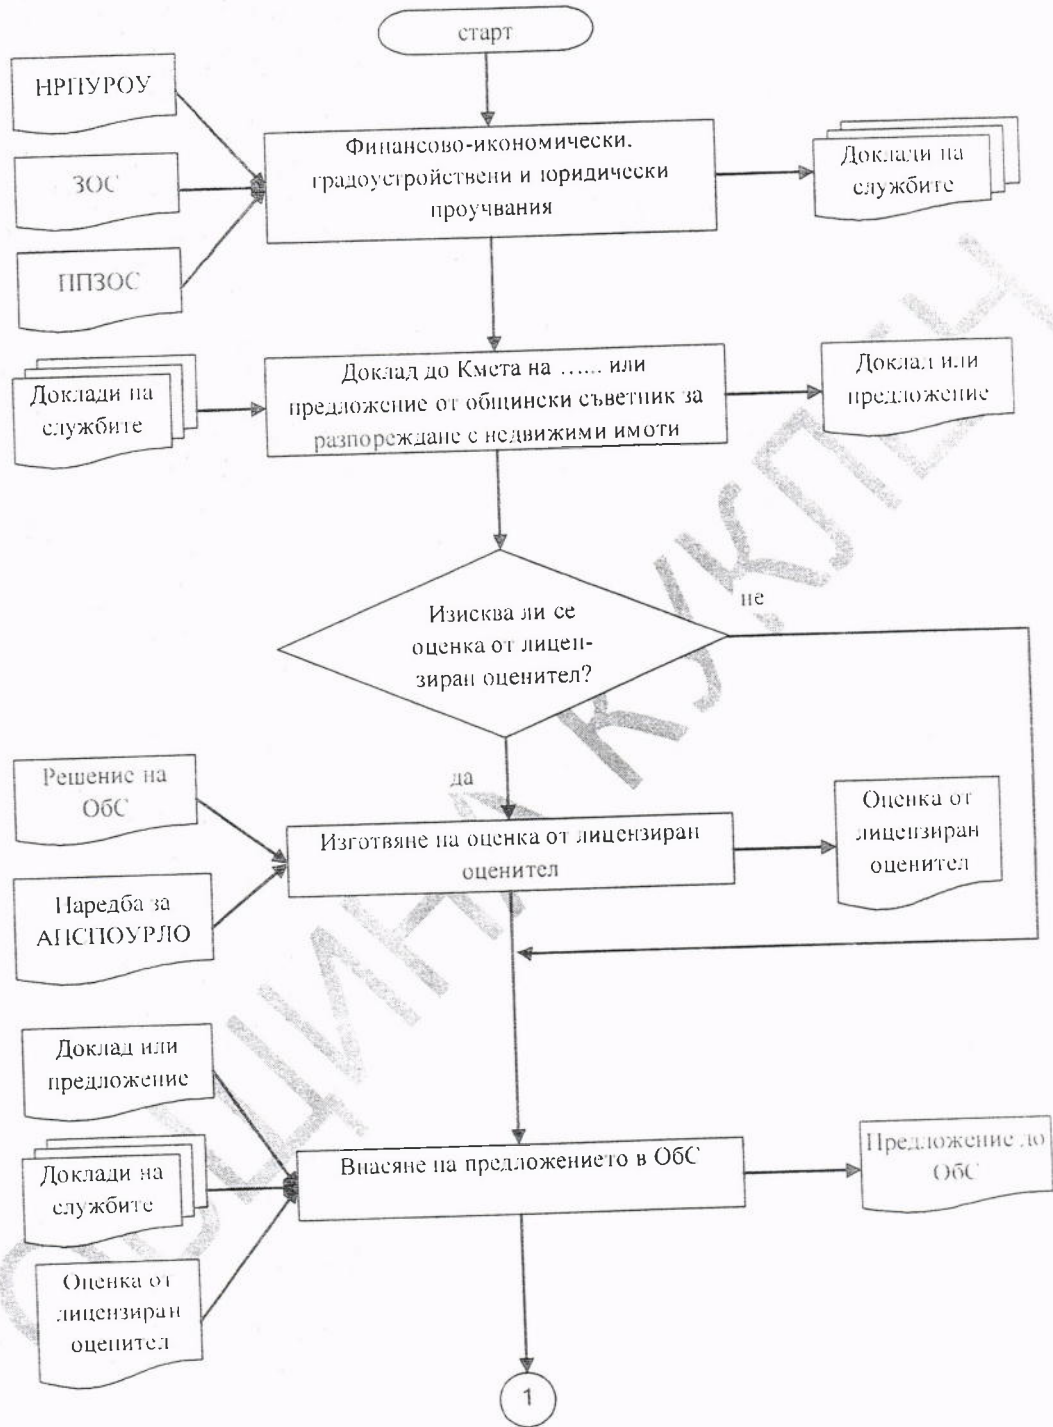 старт
НРПУРОУ
ЗОС
ППЗОС
Финансово-икономически.
градоустройствени и юридически
проучвания
Доклади на
службите
Доклади на
службите
Доклад до Кмета на ...... или
предложение от общински съветник за
разпореждане с недвижими имоти
Доклад или
предложение
Изисква ли се
оценка от лицен-
зиран оценител?
не
да
Решение на
ОбС
Наредба за
АПСПОУРЛО
Изготвяне на оценка от лицензиран
оценител
Оценка от
лицензиран
оценител
Доклад или
предложение
Доклади на
службите
Оценка от
лицензиран
оценител
Внасяне на предложението в ОбС
Предложение до
ОбС
1
ОБЩИНА КУКЛЕН